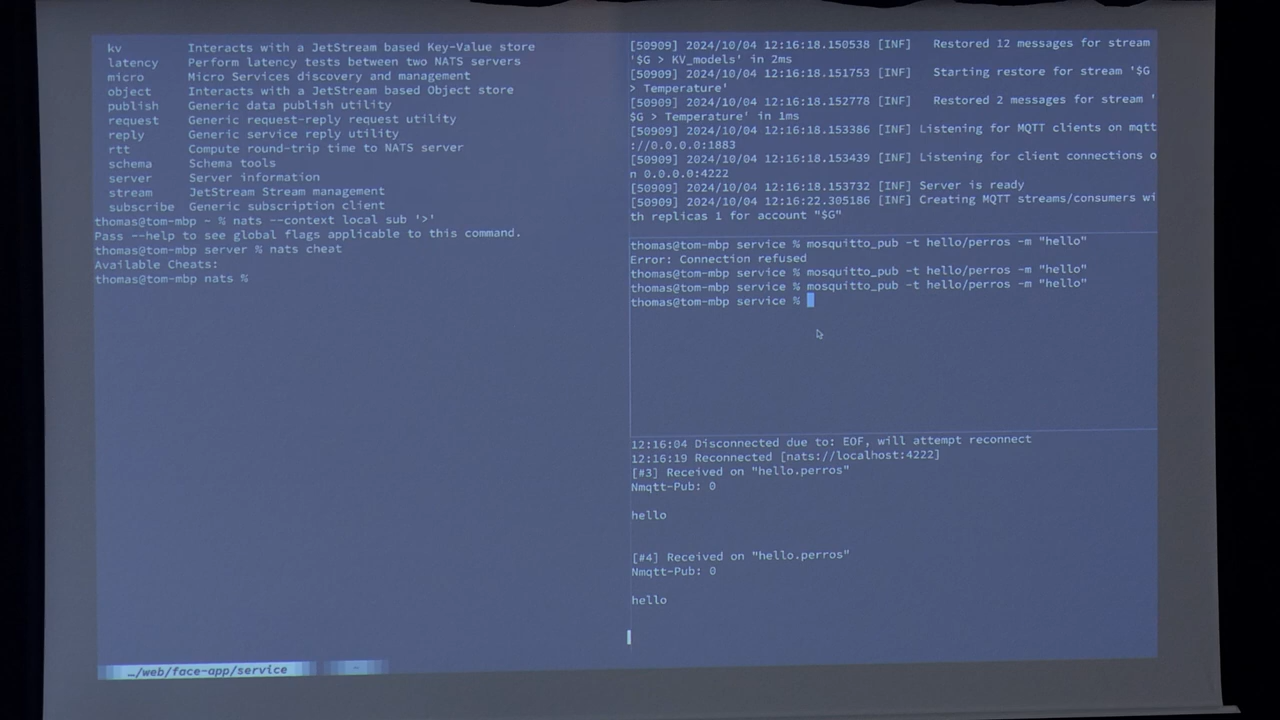 kv Interacts with a JetStream based Key-Value store
latency Perform latency tests between two NATS servers
micro Micro Services discovery and management
object Interacts with a JetStream based Object store
publish Generic data publish utility
request Generic request-reply request utility
reply Generic service reply utility
rtt Compute round-trip time to NATS server
schema Schema tools
server Server information
stream JetStream Stream management
subscribe Generic subscription client
thomas@tom-mbp ~ % nats --context local sub '>'
Pass --help to see global flags applicable to this command.
thomas@tom-mbp server % nats cheat
Available Cheats:
thomas@tom-mbp nats %
…/web/face-app/service ~
[50909] 2024/10/04 12:16:18.150538 [INF] Restored 12 messages for stream
'$G > KV_models' in 2ms
[50909] 2024/10/04 12:16:18.151753 [INF] Starting restore for stream '$G
> Temperature'
[50909] 2024/10/04 12:16:18.152778 [INF] Restored 2 messages for stream '
$G > Temperature' in 1ms
[50909] 2024/10/04 12:16:18.153386 [INF] Listening for MQTT clients on mqtt
://0.0.0.0:1883
[50909] 2024/10/04 12:16:18.153439 [INF] Listening for client connections o
n 0.0.0.0:4222
[50909] 2024/10/04 12:16:18.153732 [INF] Server is ready
[50909] 2024/10/04 12:16:22.305186 [INF] Creating MQTT streams/consumers wi
th replicas 1 for account "$G"
thomas@tom-mbp service % mosquitto_pub -t hello/perros -m "hello"
Error: Connection refused
thomas@tom-mbp service % mosquitto_pub -t hello/perros -m "hello"
thomas@tom-mbp service % mosquitto_pub -t hello/perros -m "hello"
thomas@tom-mbp service %
12:16:04 Disconnected due to: EOF, will attempt reconnect
12:16:19 Reconnected [nats://localhost:4222]
[#3] Received on "hello.perros"
Nmqtt-Pub: 0
hello
[#4] Received on "hello.perros"
Nmqtt-Pub: 0
hello